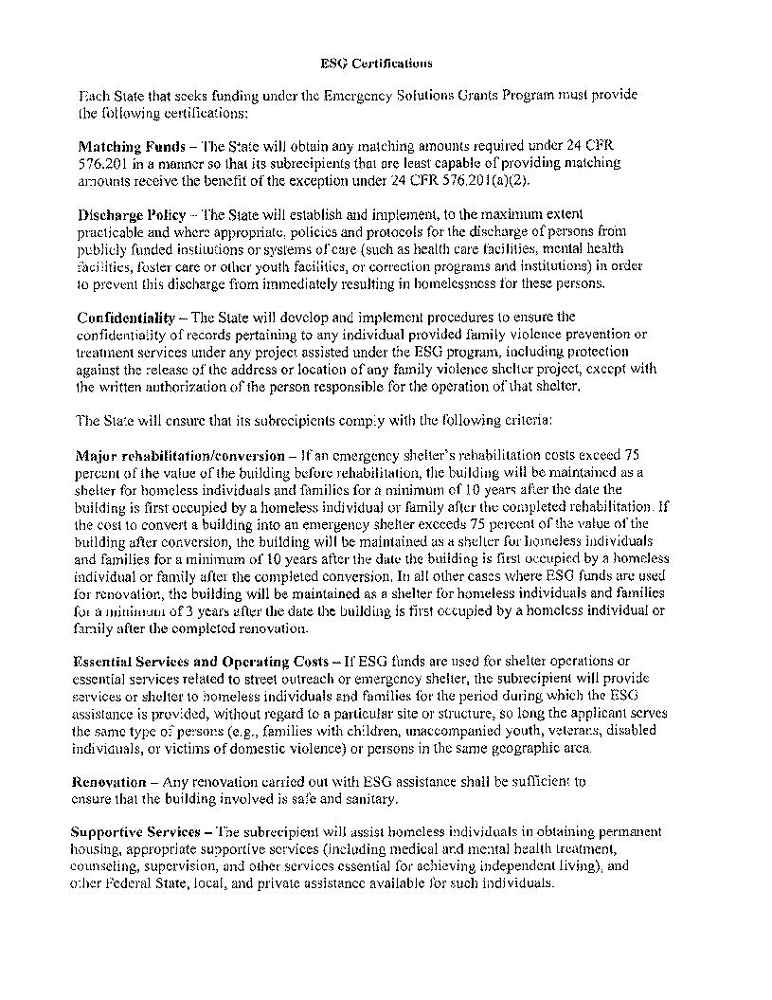 ESG Certifications
Each State that seeks funding under the Emergency Solutions Grants Program must provide
the following certifications:
Matching Funds – The State will obtain any matching amounts required under 24 CFR
576.201 in a manner so that its subrecipients that are least capable of providing matching
amounts receive the benefit of the exception under 24 CFR 576.201(a)(2).
Discharge Policy – The State will establish and implement, to the maximum extent
practicable and where appropriate, policies and protocols for the discharge of persons from
publicly funded institutions or systems of care (such as health care facilities, mental health
facilities, foster care or other youth facilities, or correction programs and institutions) in order
to prevent this discharge from immediately resulting in homelessness for these persons.
Confidentiality – The State will develop and implement procedures to ensure the
confidentiality of records pertaining to any individual provided family violence prevention or
treatment services under any project assisted under the ESG program, including protection
against the release of the address or location of any family violence shelter project, except with
the written authorization of the person responsible for the operation of that shelter.
The State will ensure that its subrecipients comply with the following criteria:
Major rehabilitation/conversion – If an emergency shelter's rehabilitation costs exceed 75
percent of the value of the building before rehabilitation, the building will be maintained as a
shelter for homeless individuals and families for a minimum of 10 years after the date the
building is first occupied by a homeless individual or family after the completed rehabilitation. If
the cost to convert a building into an emergency shelter exceeds 75 percent of the value of the
building after conversion, the building will be maintained as a shelter for homeless individuals
and families for a minimum of 10 years after the date the building is first occupied by a homeless
individual or family after the completed conversion. In all other cases where ESG funds are used
for renovation, the building will be maintained as a shelter for homeless individuals and families
for a minimum of 3 years after the date the building is first occupied by a homeless individual or
family after the completed renovation.
Essential Services and Operating Costs – If ESG funds are used for shelter operations or
essential services related to street outreach or emergency shelter, the subrecipient will provide
services or shelter to homeless individuals and families for the period during which the ESG
assistance is provided, without regard to a particular site or structure, so long the applicant serves
the same type of persons (e.g., families with children, unaccompanied youth, veterans, disabled
individuals, or victims of domestic violence) or persons in the same geographic area.
Renovation – Any renovation carried out with ESG assistance shall be sufficient to
ensure that the building involved is safe and sanitary.
Supportive Services – The subrecipient will assist homeless individuals in obtaining permanent
housing, appropriate supportive services (including medical and mental health treatment,
counseling, supervision, and other services essential for achieving independent living), and
other Federal State, local, and private assistance available for such individuals.